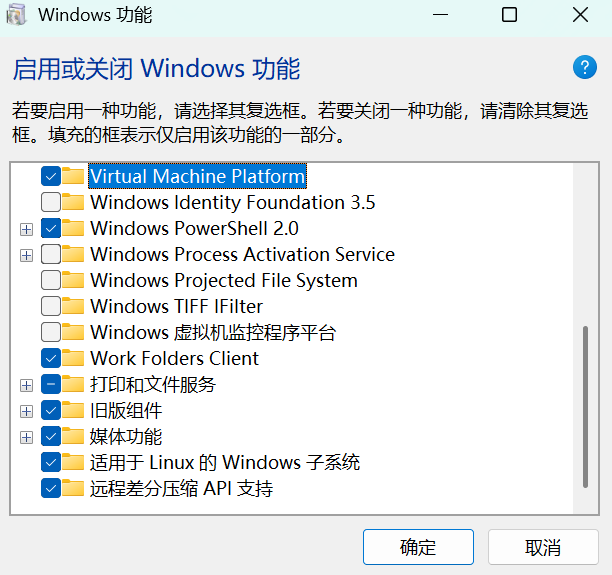 Windows 功能
启用或关闭 Windows 功能
?
若要启用一种功能，请选择其复选框。若要关闭一种功能，请清除其复选
框。填充的框表示仅启用该功能的一部分。
Virtual Machine Platform
Windows Identity Foundation 3.5
Windows PowerShell 2.0
Windows Process Activation Service
Windows Projected File System
Windows TIFF IFilter
Windows 虚拟机监控程序平台
Work Folders Client
打印和文件服务
旧版组件
媒体功能
适用于 Linux 的 Windows 子系统
远程差分压缩 API 支持
确定
取消